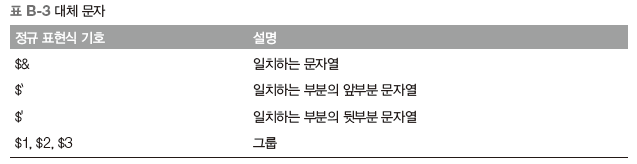 표 B-3 대체 문자
정규 표현식 기호 설명
$& 일치하는 문자열
$` 일치하는 부분의 앞부분 문자열
$' 일치하는 부분의 뒷부분 문자열
$1, $2, $3 그룹